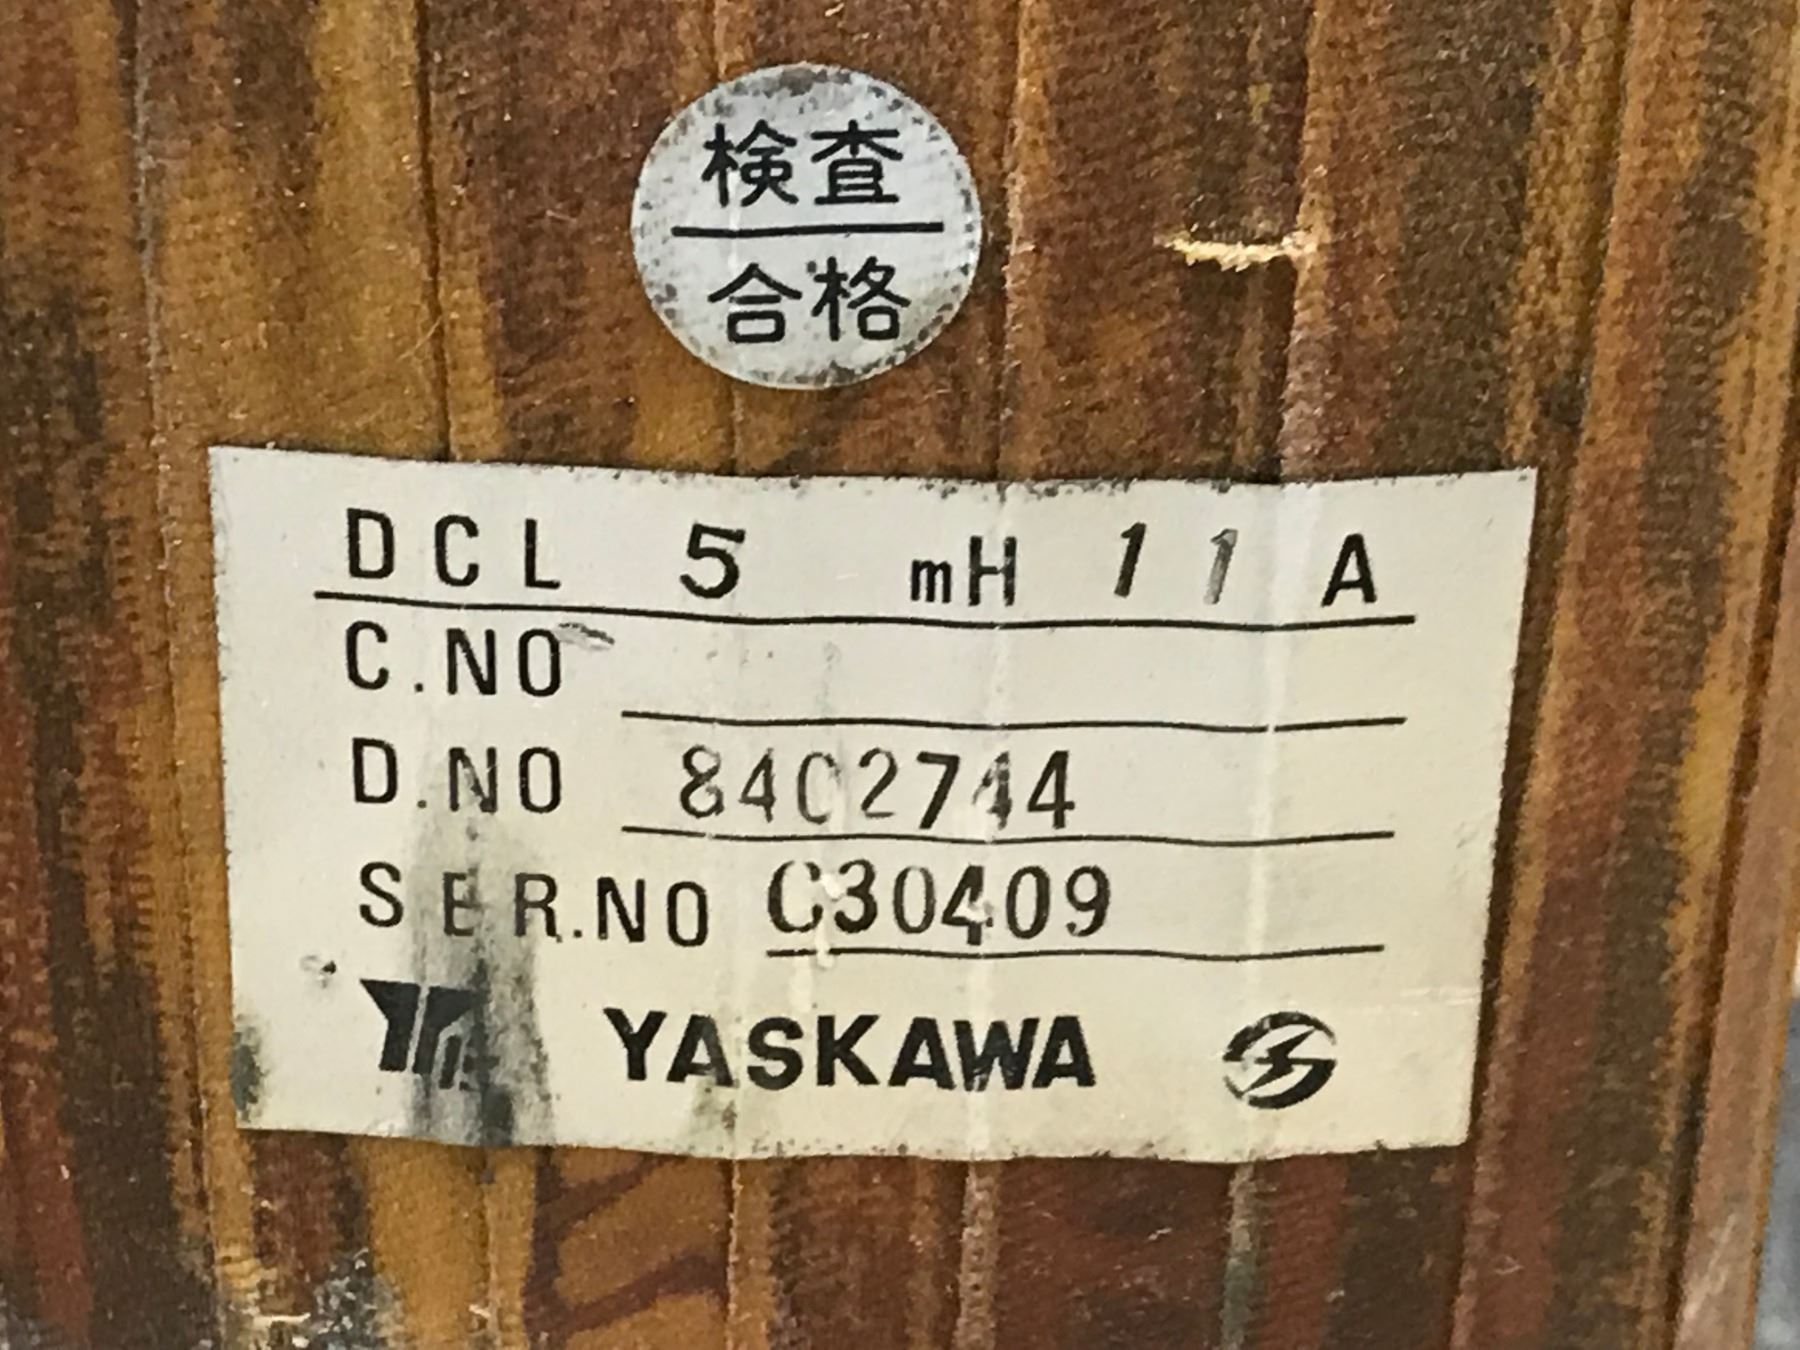 検査
合格
DCL 5 mH 11 A
C.NO
D.NO 8402744
SER.NO C30409
YASKAWA